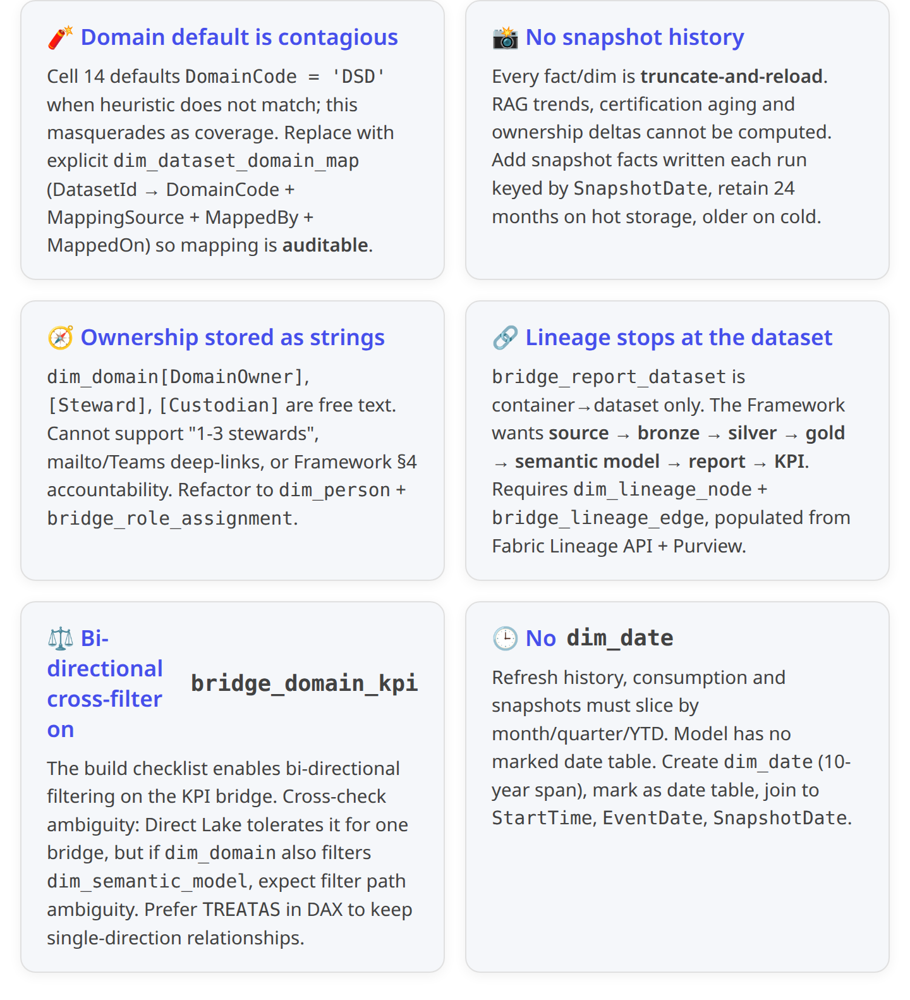 🧨 Domain default is contagious
Cell 14 defaults DomainCode = 'DSD'
when heuristic does not match; this
masquerades as coverage. Replace with
explicit dim_dataset_domain_map
(DatasetId → DomainCode +
MappingSource + MappedBy +
MappedOn) so mapping is auditable.
📸 No snapshot history
Every fact/dim is truncate-and-reload.
RAG trends, certification aging and
ownership deltas cannot be computed.
Add snapshot facts written each run
keyed by SnapshotDate, retain 24
months on hot storage, older on cold.
🧭 Ownership stored as strings
dim_domain[DomainOwner],
[Steward], [Custodian] are free text.
Cannot support "1-3 stewards",
mailto/Teams deep-links, or Framework §4
accountability. Refactor to dim_person +
bridge_role_assignment.
🔗 Lineage stops at the dataset
bridge_report_dataset is
container→dataset only. The Framework
wants source → bronze → silver → gold
→ semantic model → report → KPI.
Requires dim_lineage_node +
bridge_lineage_edge, populated from
Fabric Lineage API + Purview.
⚖️ Bi-
directional
cross-filter
on
bridge_domain_kpi
The build checklist enables bi-directional
filtering on the KPI bridge. Cross-check
ambiguity: Direct Lake tolerates it for one
bridge, but if dim_domain also filters
dim_semantic_model, expect filter path
ambiguity. Prefer TREATAS in DAX to keep
single-direction relationships.
🕒 No dim_date
Refresh history, consumption and
snapshots must slice by
month/quarter/YTD. Model has no
marked date table. Create dim_date (10-
year span), mark as date table, join to
StartTime, EventDate, SnapshotDate.